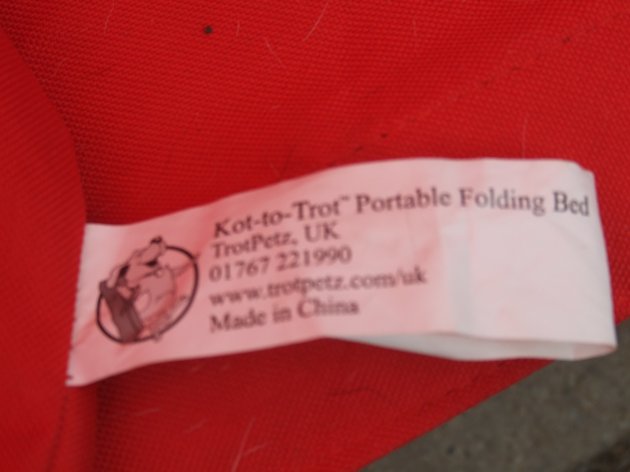 Kot-to-Trot™ Portable Folding Bed
TrotPetz, UK
01767 221990
www.trotpetz.com/uk
Made in China